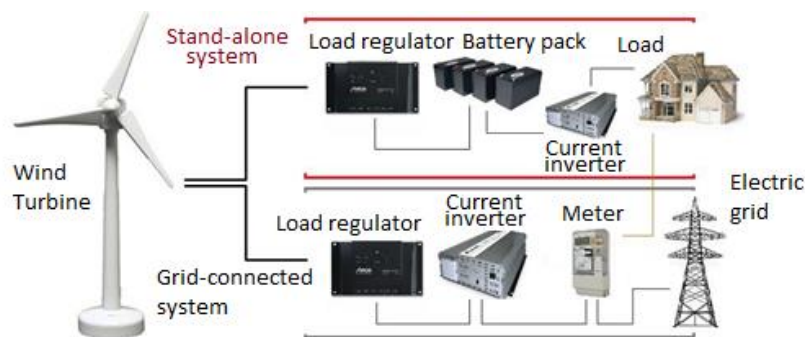 Stand-alone
system
Load regulator
Battery pack
Load
Current
inverter
Wind
Turbine
Load regulator
Current
inverter
Meter
Electric
grid
Grid-connected
system